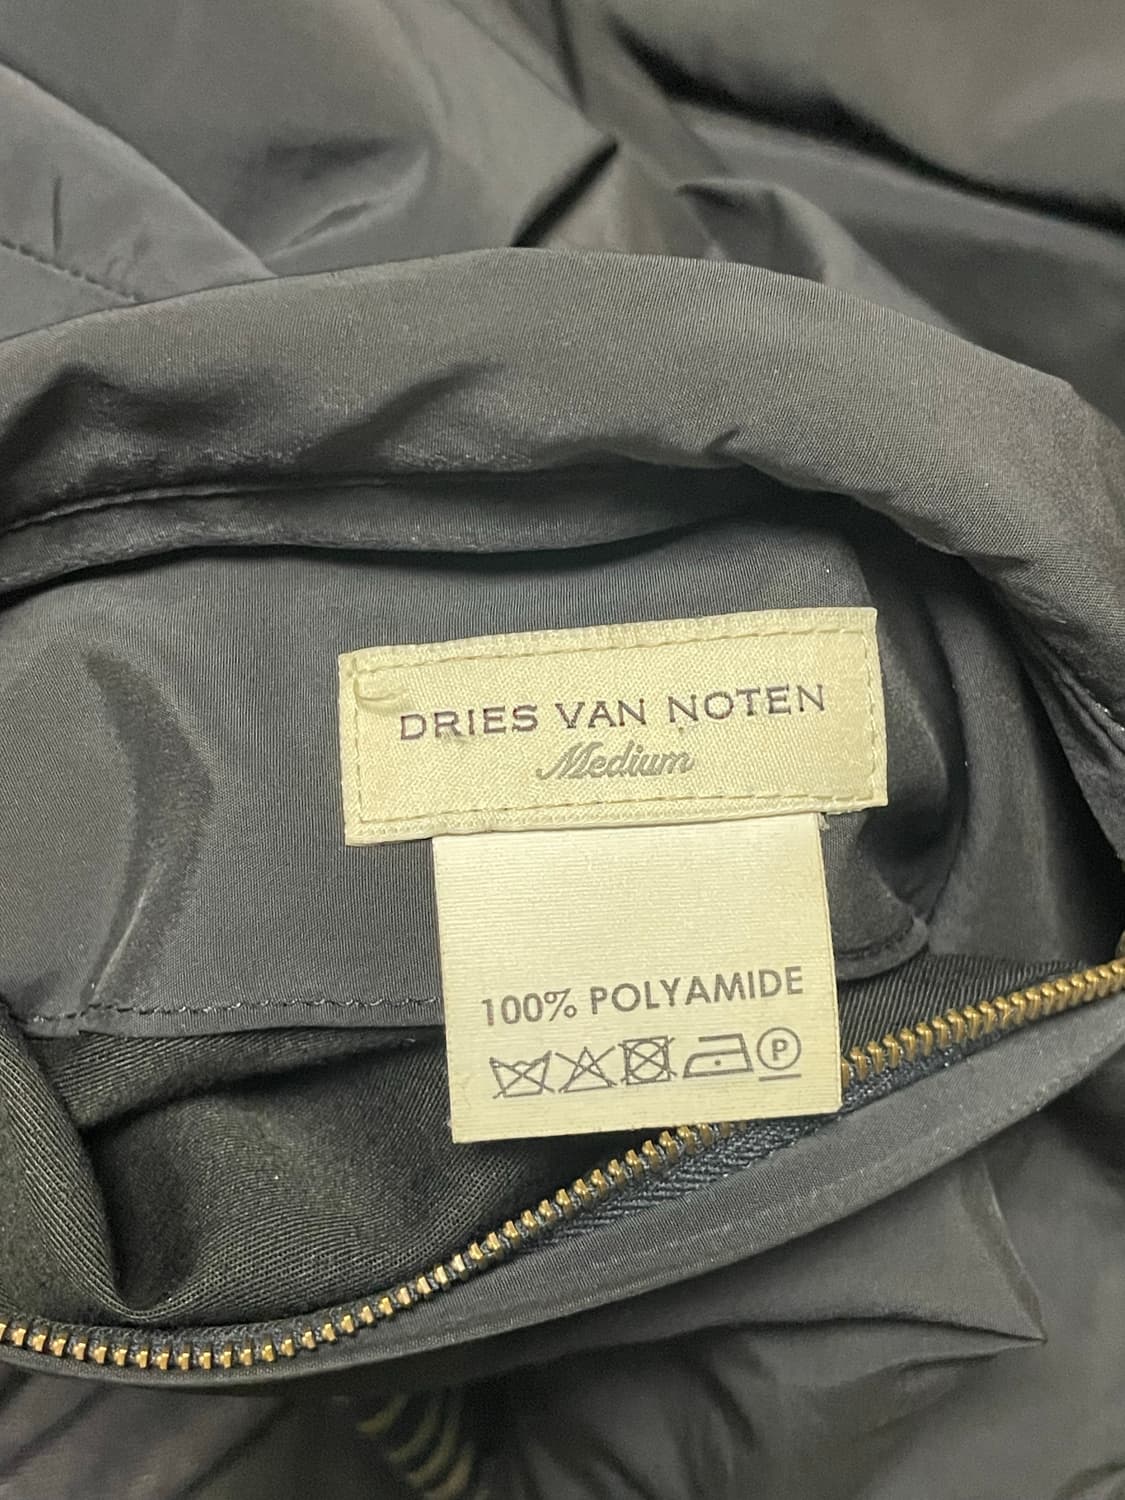 DRIES VAN NOTEN
Medium
100% POLYAMIDE
P